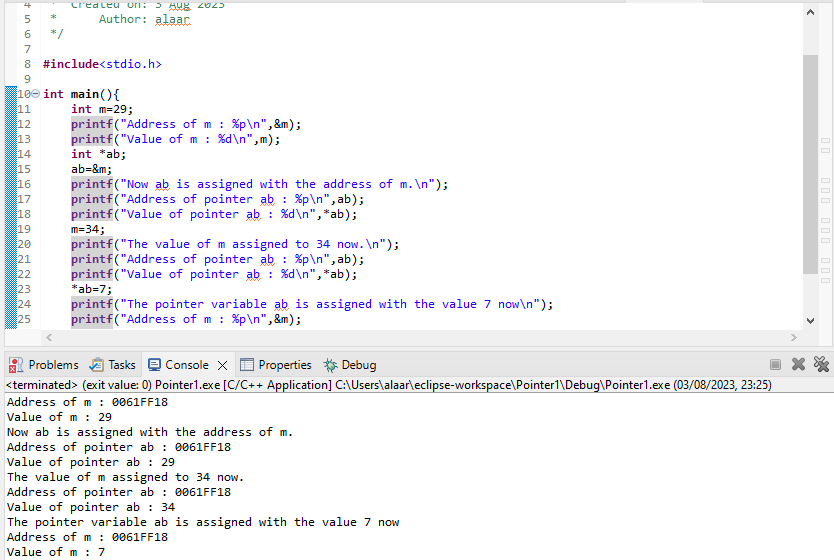 4 * Created on: 3 Aug 2023
5 * Author: alaar
6 */
7
8 #include<stdio.h>
9
10 int main(){
11 int m=29;
12 printf("Address of m : %p\n",&m);
13 printf("Value of m : %d\n",m);
14 int *ab;
15 ab=&m;
16 printf("Now ab is assigned with the address of m.\n");
17 printf("Address of pointer ab : %p\n",ab);
18 printf("Value of pointer ab : %d\n",*ab);
19 m=34;
20 printf("The value of m assigned to 34 now.\n");
21 printf("Address of pointer ab : %p\n",ab);
22 printf("Value of pointer ab : %d\n",*ab);
23 *ab=7;
24 printf("The pointer variable ab is assigned with the value 7 now\n");
25 printf("Address of m : %p\n",&m);
Problems Tasks Console Properties Debug
<terminated> (exit value: 0) Pointer1.exe [C/C++ Application] C:\Users\alaar\eclipse-workspace\Pointer1\Debug\Pointer1.exe (03/08/2023, 23:25)
Address of m : 0061FF18
Value of m : 29
Now ab is assigned with the address of m.
Address of pointer ab : 0061FF18
Value of pointer ab : 29
The value of m assigned to 34 now.
Address of pointer ab : 0061FF18
Value of pointer ab : 34
The pointer variable ab is assigned with the value 7 now
Address of m : 0061FF18
Value of m : 7